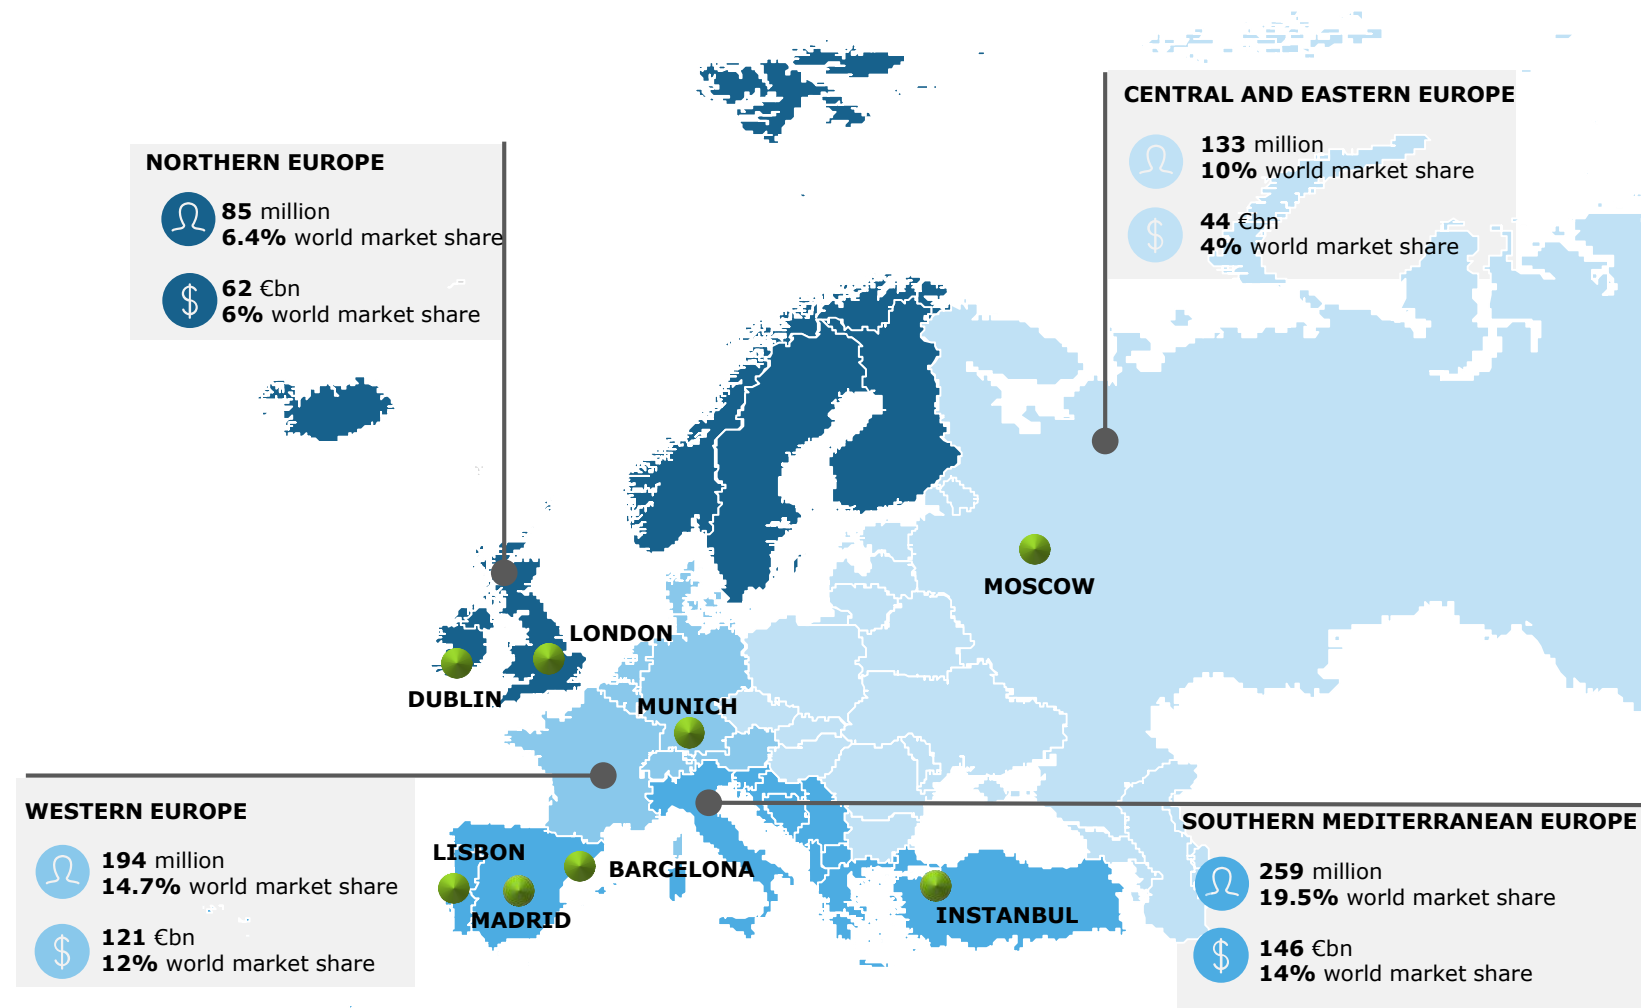 CENTRAL AND EASTERN EUROPE
133 million
10% world market share
$
44 €bn
4% world market share
NORTHERN EUROPE
85 million
6.4% world market share
$
62 €bn
6% world market share
MOSCOW
LONDON
DUBLIN
MUNICH
WESTERN EUROPE
194 million
14.7% world market share
$
121 €bn
12% world market share
LISBON
BARCELONA
MADRID
INSTANBUL
SOUTHERN MEDITERRANEAN EUROPE
259 million
19.5% world market share
$
146 €bn
14% world market share